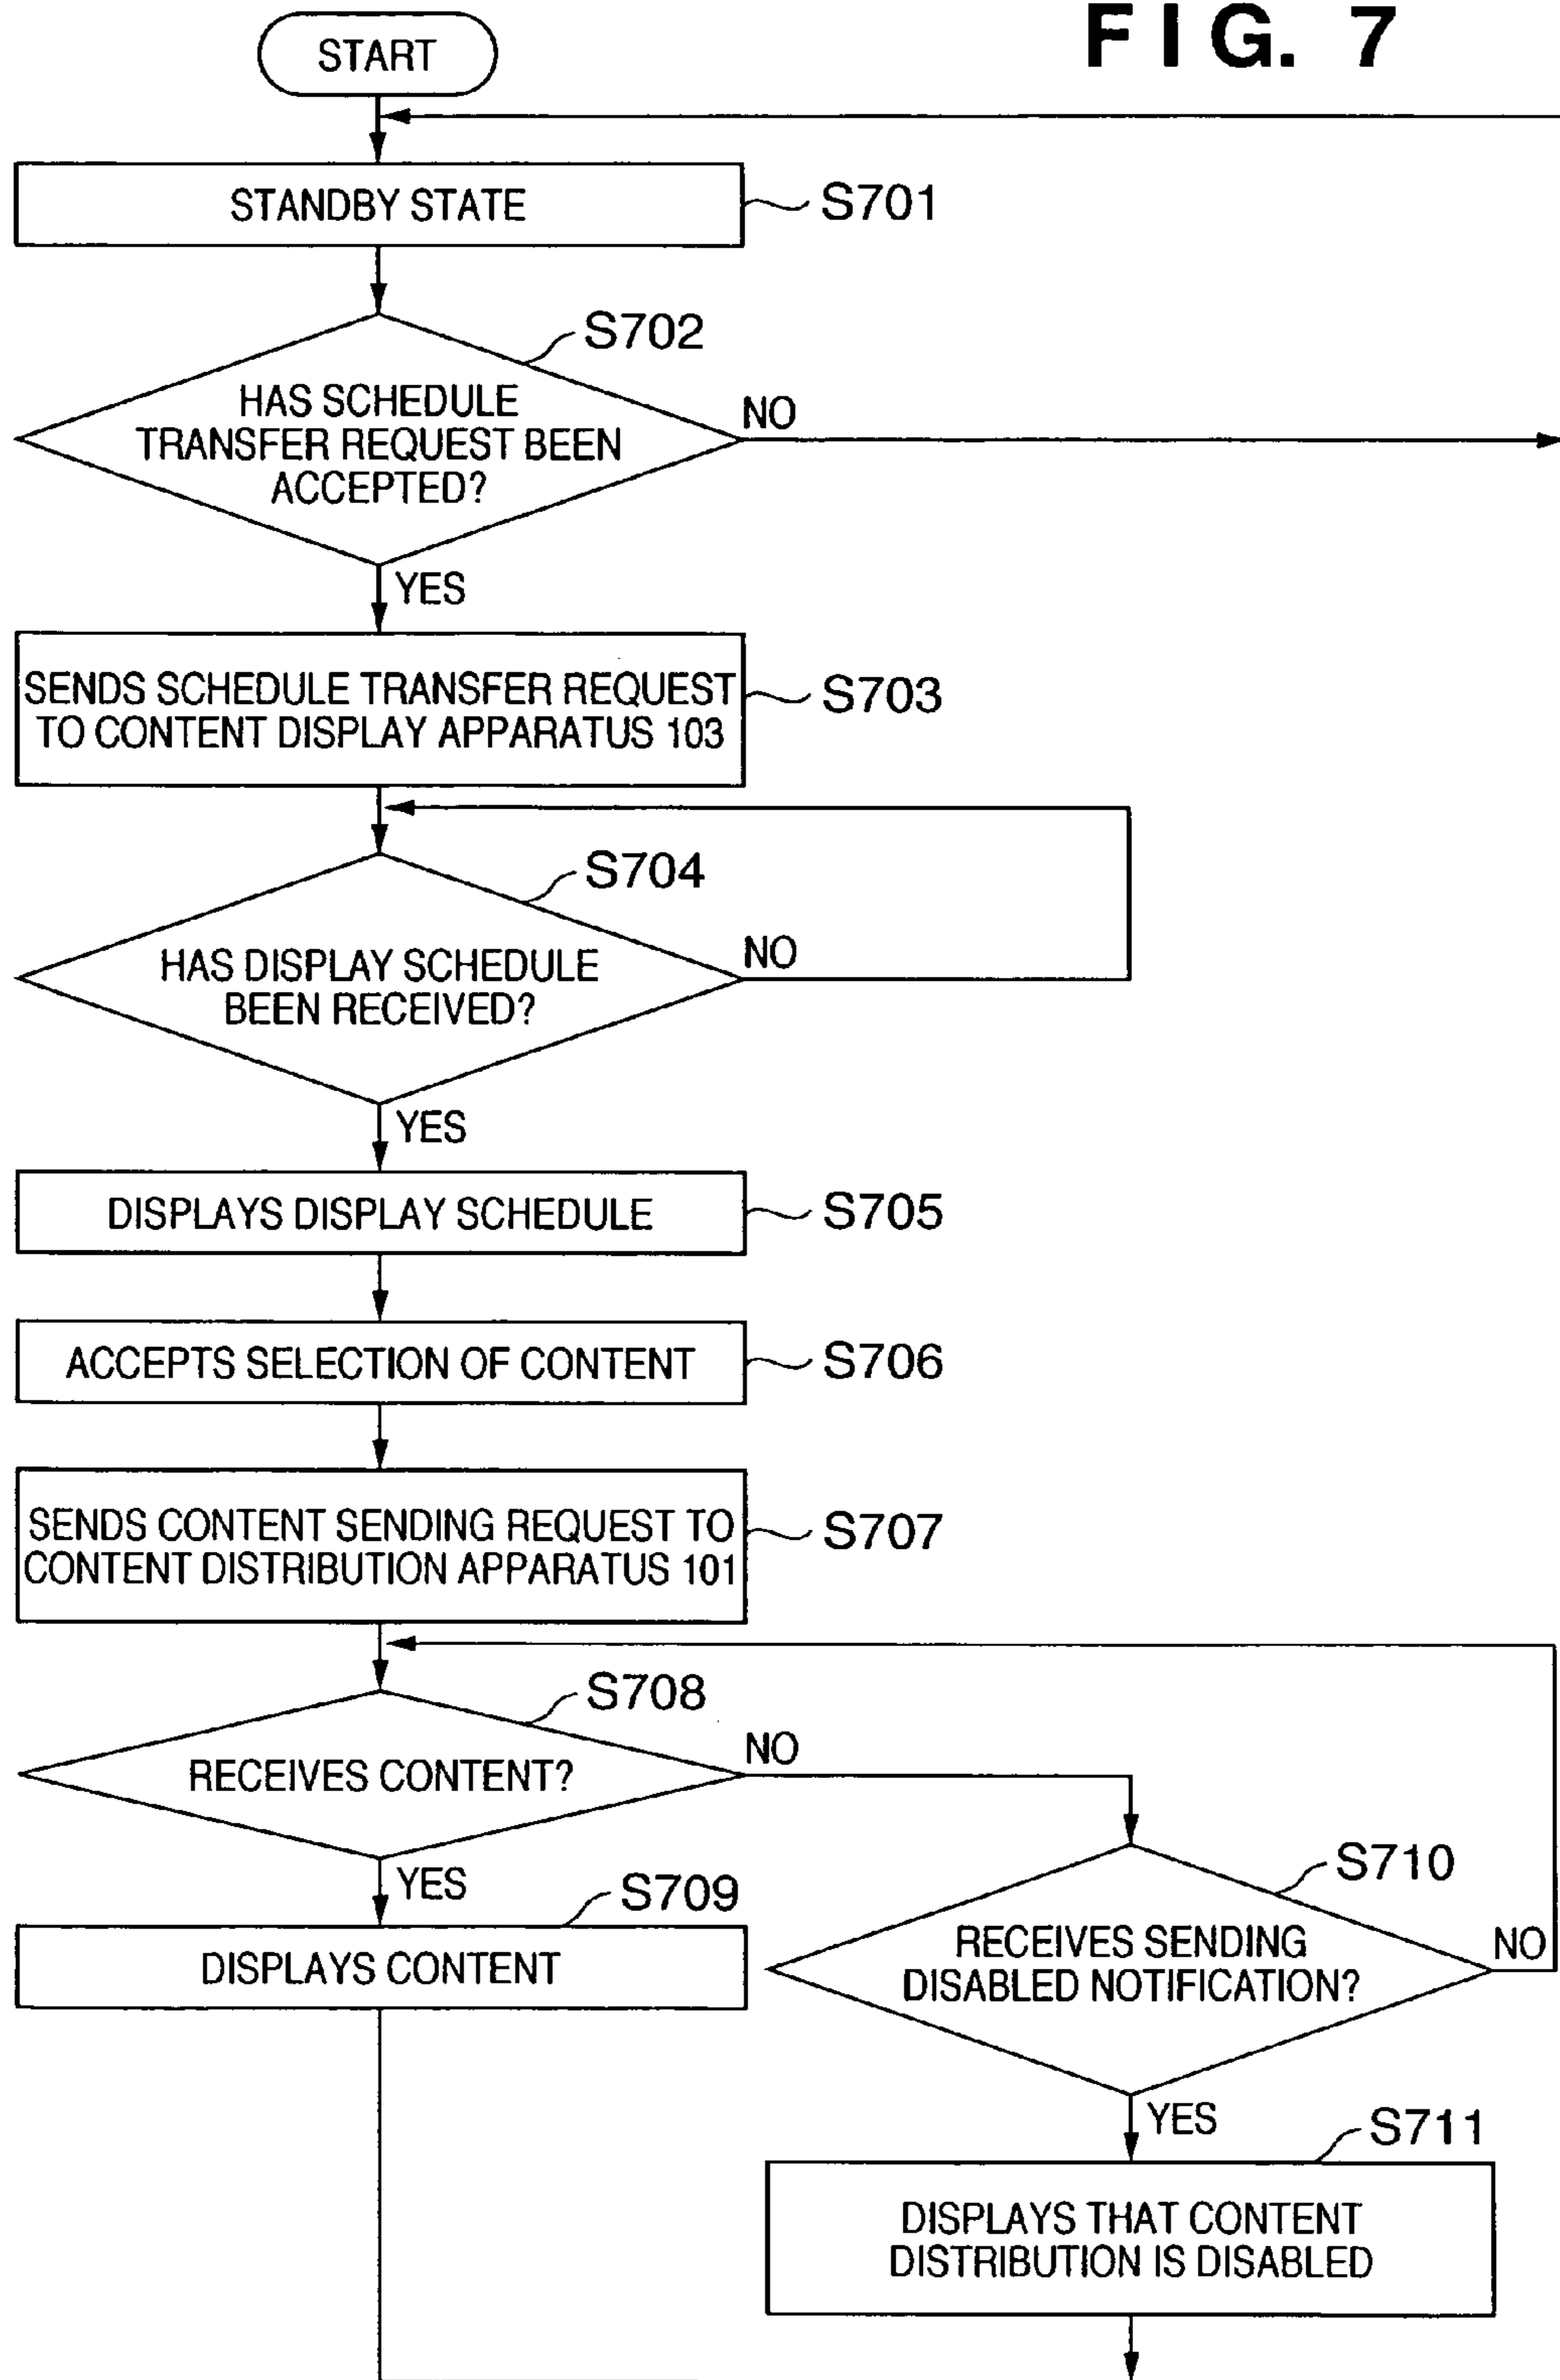 FIG. 7
START
STANDBY STATE
S701
S702
HAS SCHEDULE
TRANSFER REQUEST BEEN
ACCEPTED?
NO
YES
SENDS SCHEDULE TRANSFER REQUEST
TO CONTENT DISPLAY APPARATUS 103
S703
S704
HAS DISPLAY SCHEDULE
BEEN RECEIVED?
NO
YES
DISPLAYS DISPLAY SCHEDULE
S705
ACCEPTS SELECTION OF CONTENT
S706
SENDS CONTENT SENDING REQUEST TO
CONTENT DISTRIBUTION APPARATUS 101
S707
S708
RECEIVES CONTENT?
NO
YES
S709
DISPLAYS CONTENT
S710
RECEIVES SENDING
DISABLED NOTIFICATION?
NO
YES
S711
DISPLAYS THAT CONTENT
DISTRIBUTION IS DISABLED